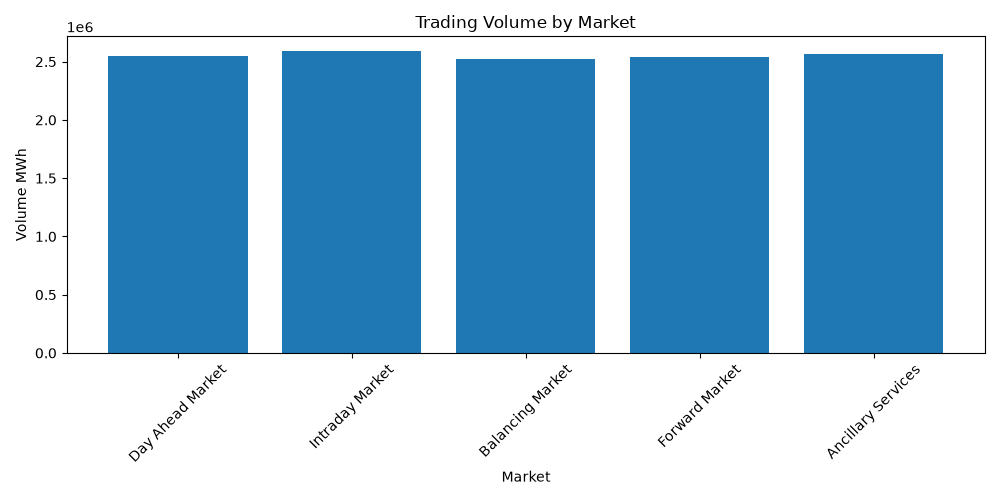 Trading Volume by Market
1e6
2.5
2.0
1.5
1.0
0.5
0.0
Volume MWh
Day Ahead Market
Intraday Market
Balancing Market
Forward Market
Ancillary Services
Market